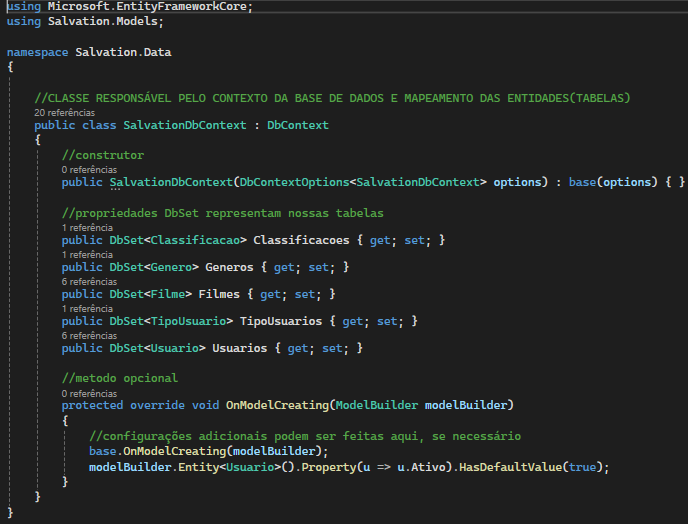 using Microsoft.EntityFrameworkCore;
using Salvation.Models;
namespace Salvation.Data
{
//CLASSE RESPONSÁVEL PELO CONTEXTO DA BASE DE DADOS E MAPEAMENTO DAS ENTIDADES(TABELAS)
20 referências
public class SalvationDbContext : DbContext
{
//construtor
0 referências
public SalvationDbContext(DbContextOptions<SalvationDbContext> options) : base(options) { }
//propriedades DbSet representam nossas tabelas
1 referência
public DbSet<Classificacao> Classificacoes { get; set; }
1 referência
public DbSet<Genero> Generos { get; set; }
6 referências
public DbSet<Filme> Filmes { get; set; }
1 referência
public DbSet<TipoUsuario> TipoUsuarios { get; set; }
6 referências
public DbSet<Usuario> Usuarios { get; set; }
//metodo opcional
0 referências
protected override void OnModelCreating(ModelBuilder modelBuilder)
{
//configurações adicionais podem ser feitas aqui, se necessário
base.OnModelCreating(modelBuilder);
modelBuilder.Entity<Usuario>().Property(u => u.Ativo).HasDefaultValue(true);
}
}
}